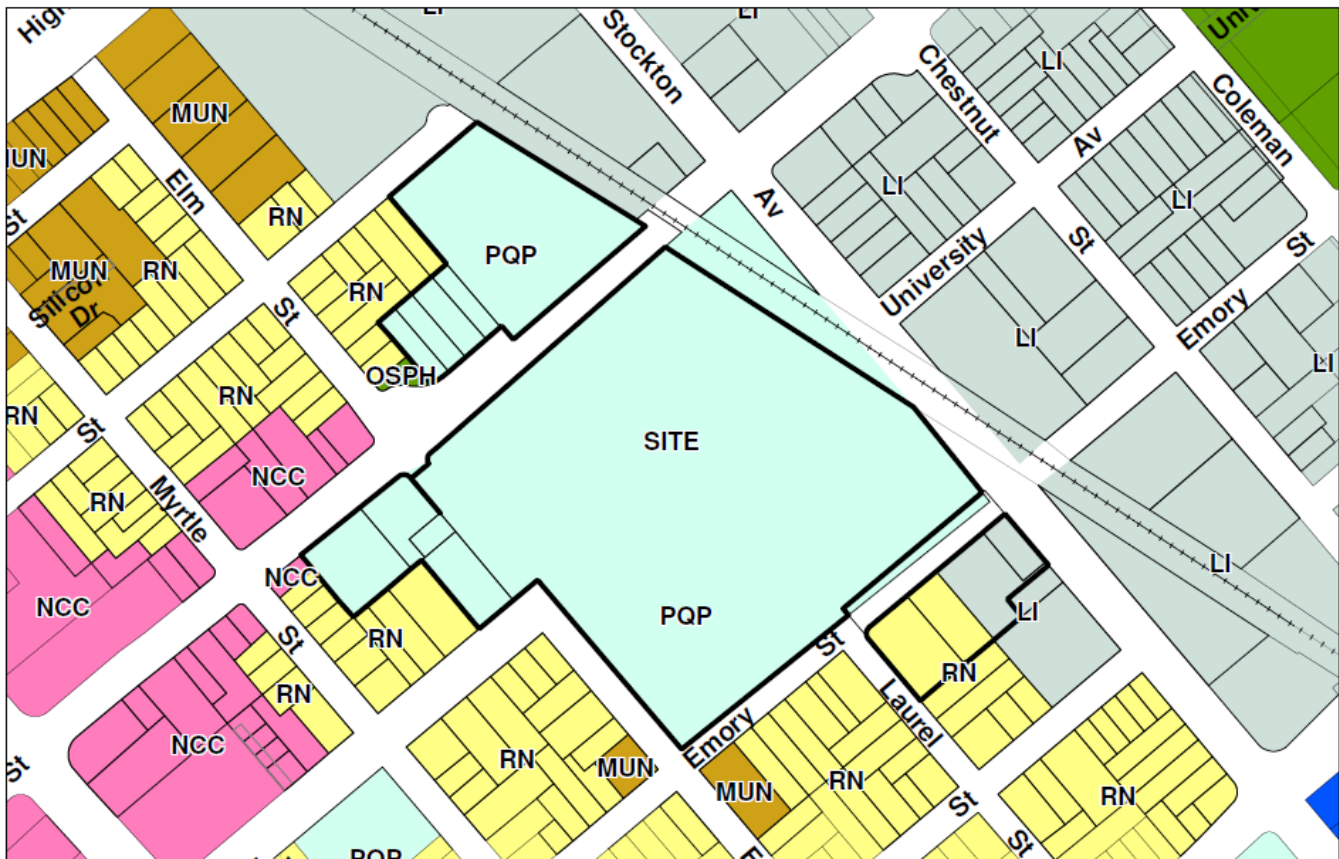 High
LI
Stockton
LI
Chestnut
LI
Univ
Coleman
MUN
MUN
Av
Elm
RN
LI
LI
Av
St
St
St
MUN
RN
PQP
University
Silicon
Dr
RN
St
Emory
LI
LI
OSPH
RN
RN
St
SITE
NCC
RN
Myrtle
LI
NCC
NCC
PQP
LI
RN
St
St
RN
RN
Laurel
Emory
NCC
RN
MUN
St
MUN
RN
RN
St
St
PQP